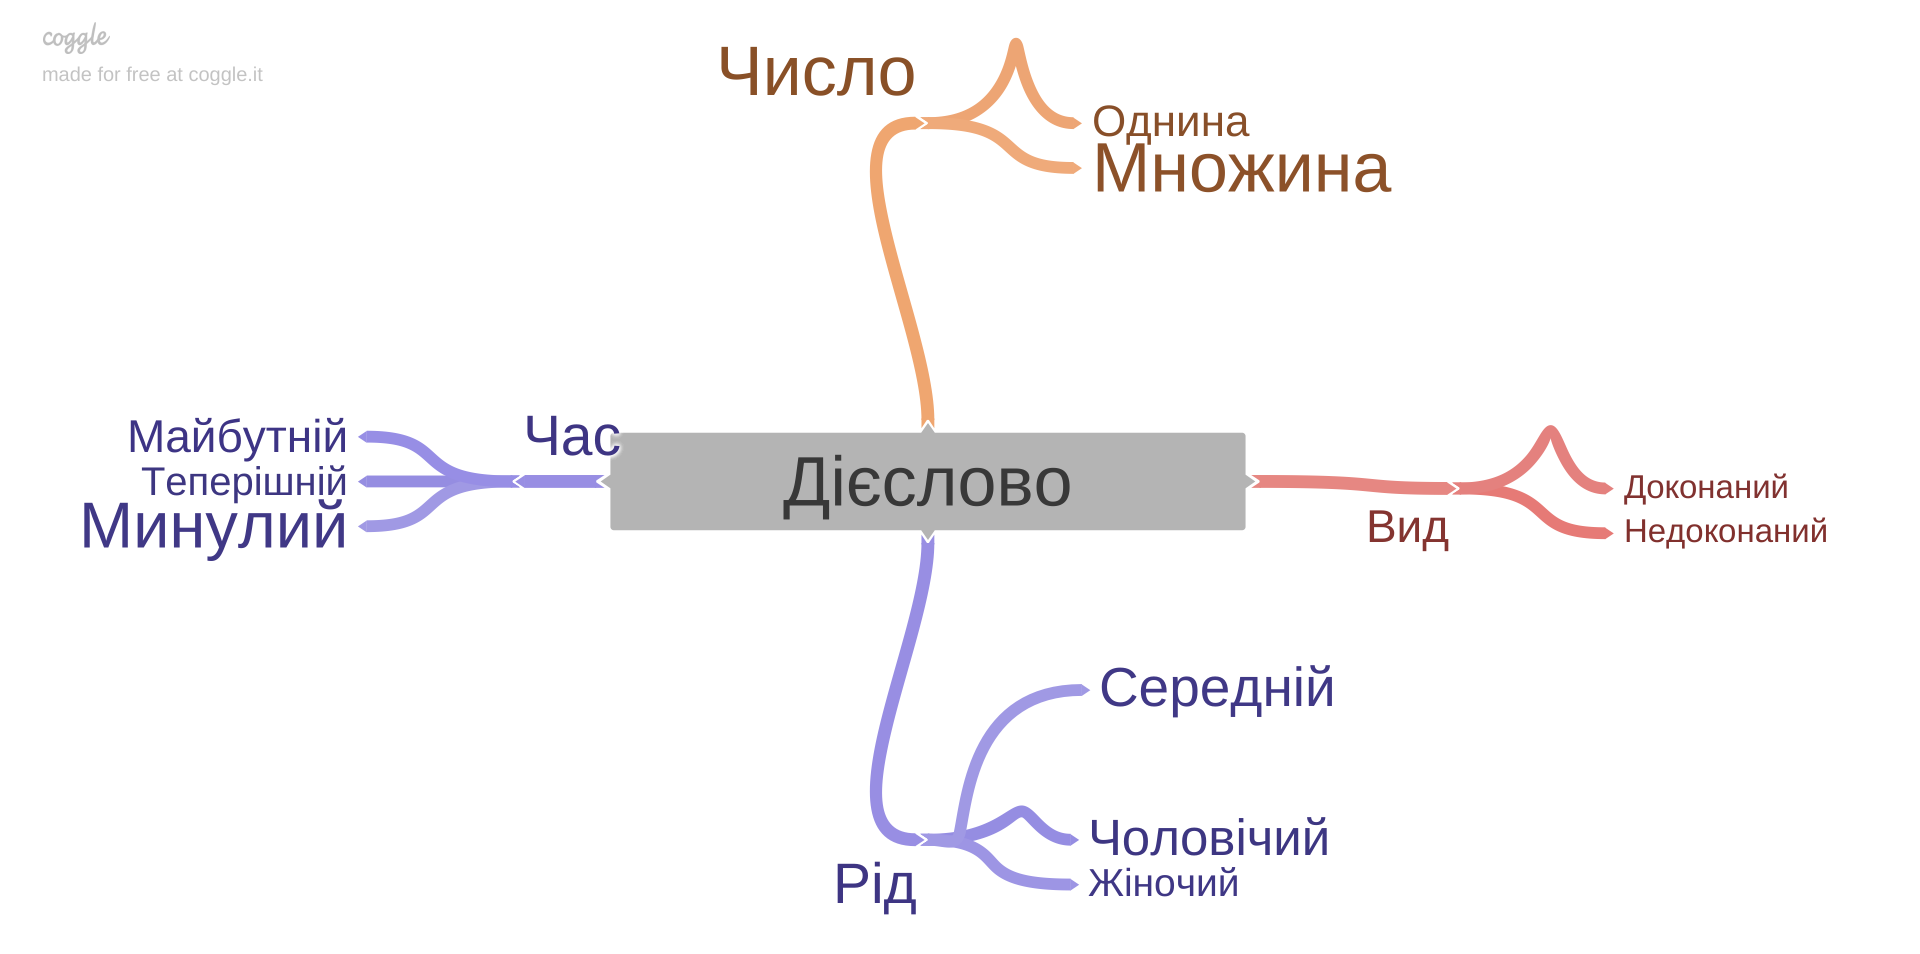 coggle
made for free at coggle.it
Число
Однина
Множина
Час
Майбутній
Теперішній
Минулий
Дієслово
Вид
Доконаний
Недоконаний
Середній
Чоловічий
Жіночий
Рід